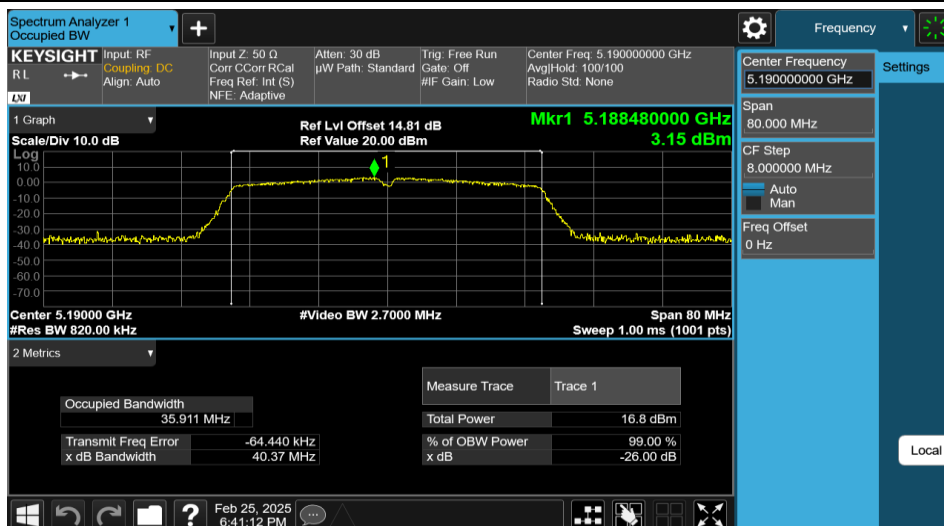 Spectrum Analyzer 1
Occupied BW
▼
+
Frequency ▼
KEYSIGHT
RL
LXI
Input: RF
Coupling: DC
Align: Auto
Input Z: 50 Ω
Corr CCorr RCal
Freq Ref: Int (S)
NFE: Adaptive
Atten: 30 dB
µW Path: Standard
Trig: Free Run
Gate: Off
#IF Gain: Low
Center Freq: 5.190000000 GHz
Avg|Hold: 100/100
Radio Std: None
Center Frequency
5.190000000 GHz
Settings
Span
80.000 MHz
CF Step
8.000000 MHz
Auto
Man
Freq Offset
0 Hz
Local
1 Graph ▼
Scale/Div 10.0 dB
Ref Lvl Offset 14.81 dB
Ref Value 20.00 dBm
Mkr1 5.188480000 GHz
3.15 dBm
Log
10.0
0.00
-10.0
-20.0
-30.0
-40.0
-50.0
-60.0
-70.0
1
Center 5.19000 GHz
#Res BW 820.00 kHz
#Video BW 2.7000 MHz
Span 80 MHz
Sweep 1.00 ms (1001 pts)
2 Metrics ▼
Measure Trace Trace 1
Occupied Bandwidth
35.911 MHz
Total Power 16.8 dBm
Transmit Freq Error -64.440 kHz
% of OBW Power 99.00 %
x dB Bandwidth 40.37 MHz
x dB -26.00 dB
?
Feb 25, 2025
6:41:12 PM